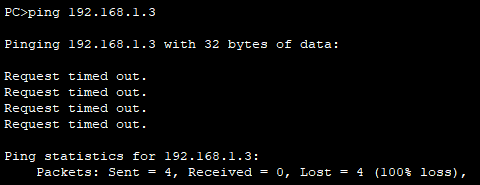 PC>ping 192.168.1.3
Pinging 192.168.1.3 with 32 bytes of data:
Request timed out.
Request timed out.
Request timed out.
Request timed out.
Ping statistics for 192.168.1.3:
Packets: Sent = 4, Received = 0, Lost = 4 (100% loss),